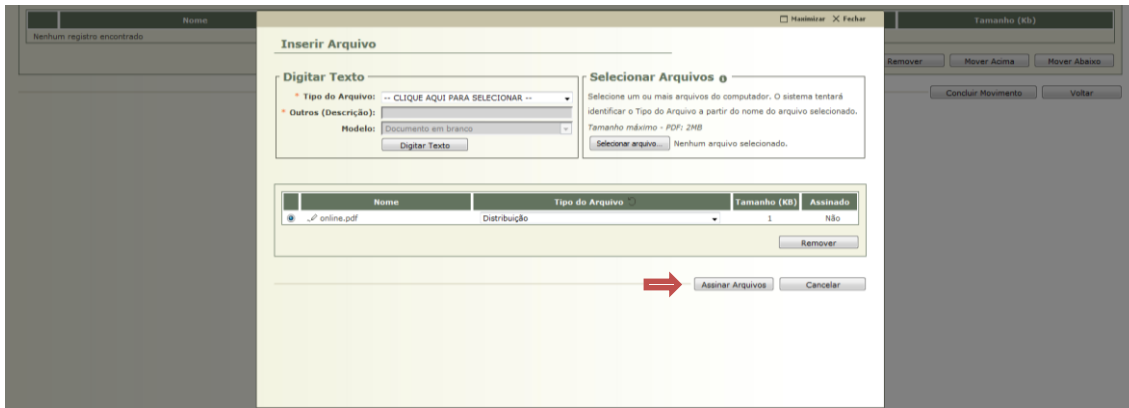 Maximizar Fechar
Nome Tamanho (Kb)
Nenhum registro encontrado
Remover Mover Acima Mover Abaixo
Concluir Movimento Voltar
Inserir Arquivo
Digitar Texto
* Tipo do Arquivo: -- CLIQUE AQUI PARA SELECIONAR --
* Outros (Descrição):
Modelo: Documento em branco
Digitar Texto
Selecionar Arquivos
Selecione um ou mais arquivos do computador. O sistema tentará
identificar o Tipo do Arquivo a partir do nome do arquivo selecionado.
Tamanho máximo - PDF: 2MB
Selecionar arquivo... Nenhum arquivo selecionado.
Nome Tipo do Arquivo Tamanho (KB) Assinado
online.pdf Distribuição 1 Não
Remover
Assinar Arquivos Cancelar